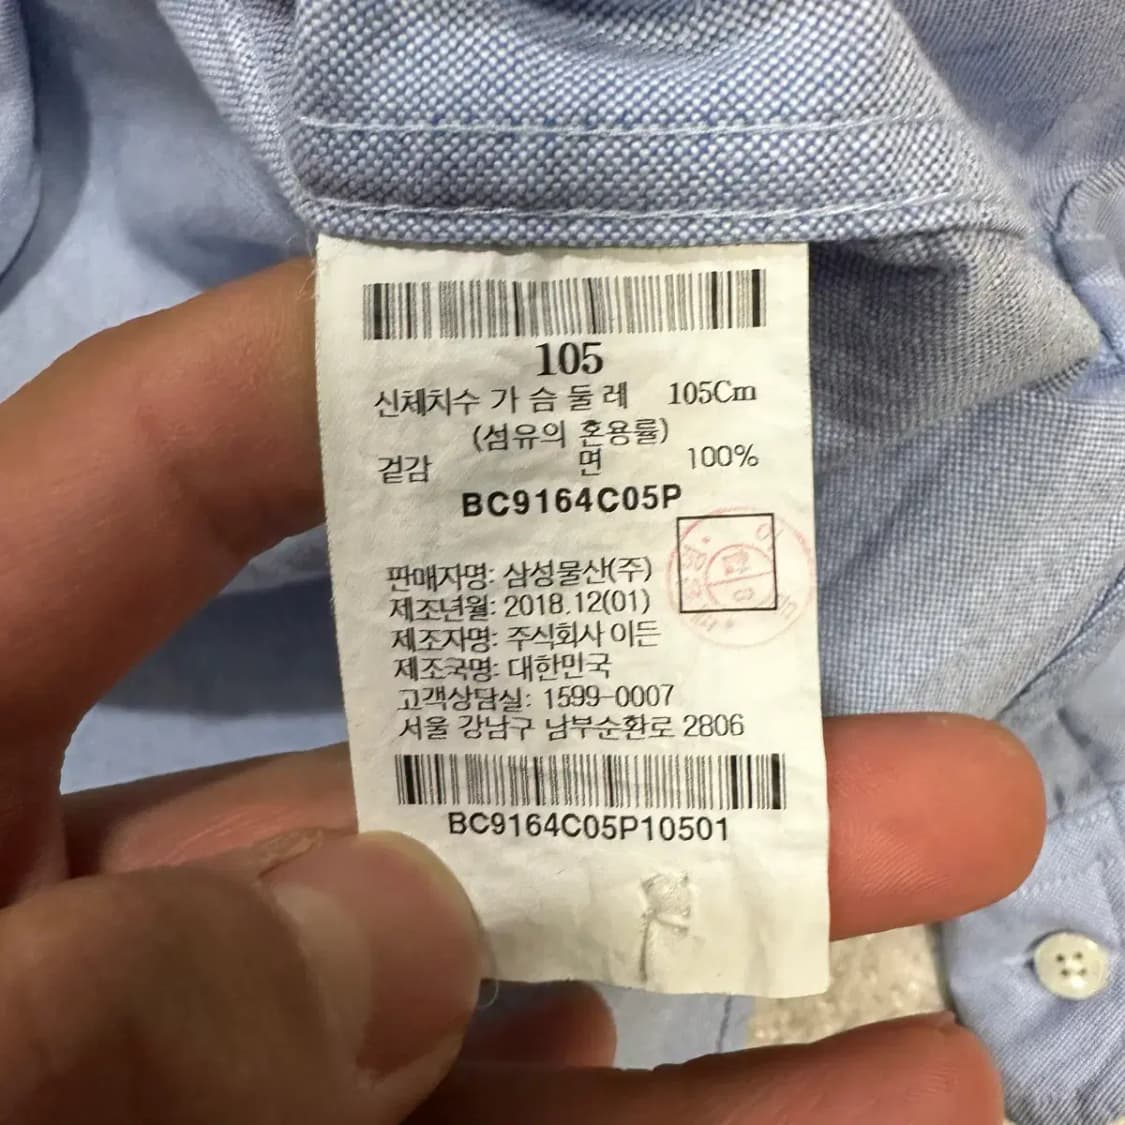 105
신체치수 가 슴 둘 레 105Cm
(섬유의 혼용률)
겉감 면 100%
BC9164C05P
판매자명: 삼성물산(주)
제조년월: 2018.12(01)
제조자명: 주식회사 이든
제조국명: 대한민국
고객상담실: 1599-0007
서울 강남구 남부순환로 2806
BC9164C05P10501